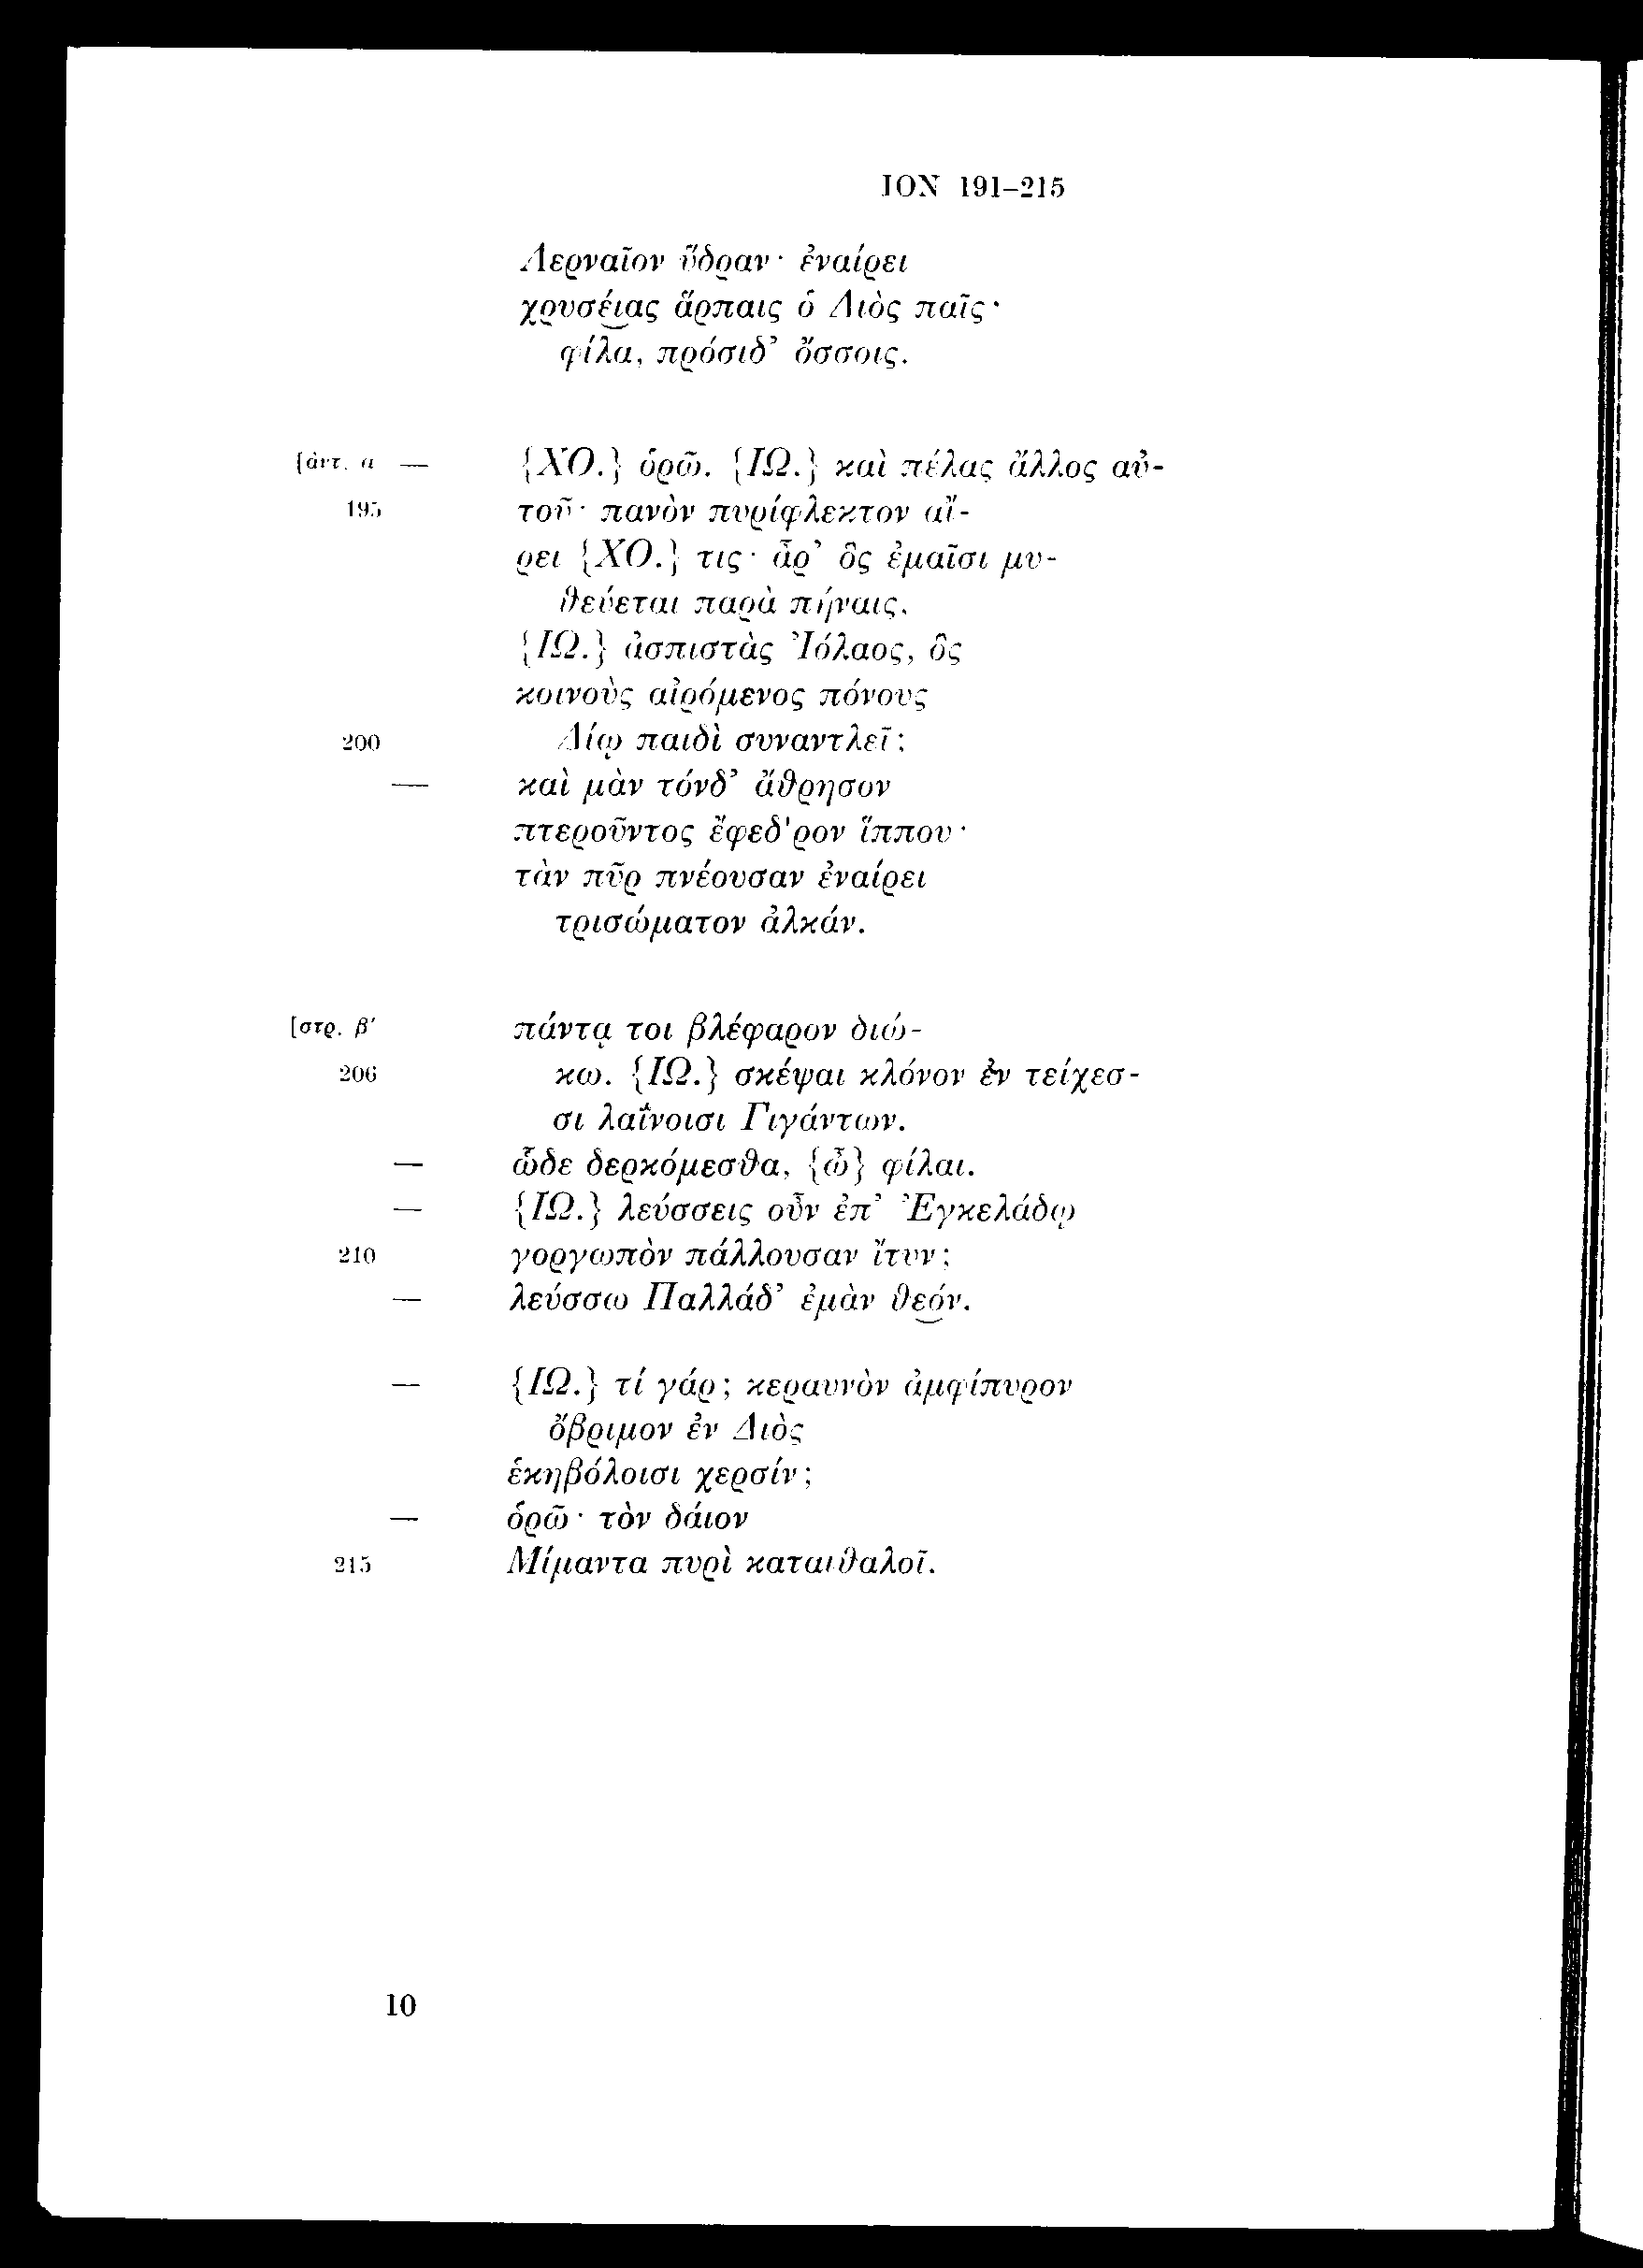 ION 191–215
Λερναῖον ὕδραν· ἐναίρει
χρυσέιας ἅρπαις ὁ Διὸς παῖς·
φίλα, πρόσιδ’ ὄσσοις.
[ἀντ. α — {ΧΟ.} ὁρῶ. {ΙΩ.} καὶ πέλας ἄλλος αὐ-
195 τοῦ· πανὸν πυρίφλεκτον αἴ-
ρει {ΧΟ.} τις· ἆρ’ ὃς ἐμαῖσι μυ-
θεύεται παρὰ πήναις,
{ΙΩ.} ἀσπιστὰς Ἰόλαος, ὃς
κοινοὺς αἰρόμενος πόνους
200 Δίῳ παιδὶ συναντλεῖ;
— καὶ μὰν τόνδ’ ἄθρησον
πτεροῦντος ἔφεδ'ρον ἵππου·
τὰν πῦρ πνέουσαν ἐναίρει
τρισώματον ἀλκάν.
[στρ. β' πάντᾳ τοι βλέφαρον διώ-
206 κω. {ΙΩ.} σκέψαι κλόνον ἐν τείχεσ-
σι λαΐνοισι Γιγάντων.
— ὧδε δερκόμεσθα, {ὦ} φίλαι.
— {ΙΩ.} λεύσσεις οὖν ἐπ’ Ἐγκελάδῳ
210 γοργωπὸν πάλλουσαν ἴτυν;
— λεύσσω Παλλάδ’ ἐμὰν θεόν.
— {ΙΩ.} τί γάρ; κεραυνὸν ἀμφίπυρον
ὄβριμον ἐν Διὸς
ἑκηβόλοισι χερσίν;
— ὁρῶ· τὸν δάιον
215 Μίμαντα πυρὶ καταιθαλοῖ.
10